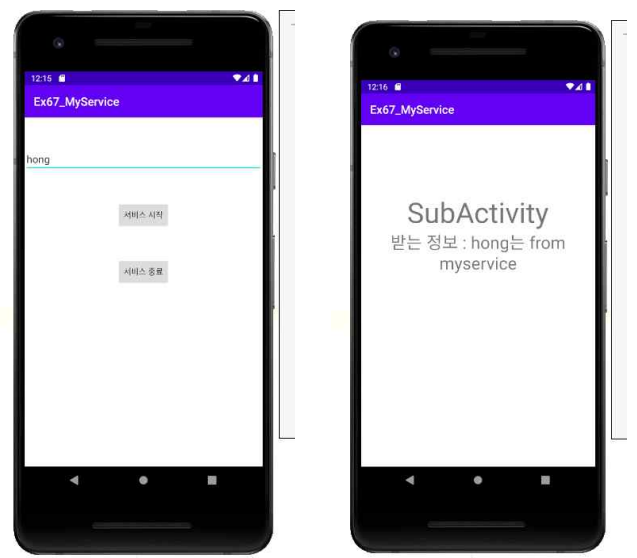 12:15
Ex67_MyService
hong
서비스 시작
서비스 종료
12:16
Ex67_MyService
SubActivity
받는 정보 : hong는 from
myservice